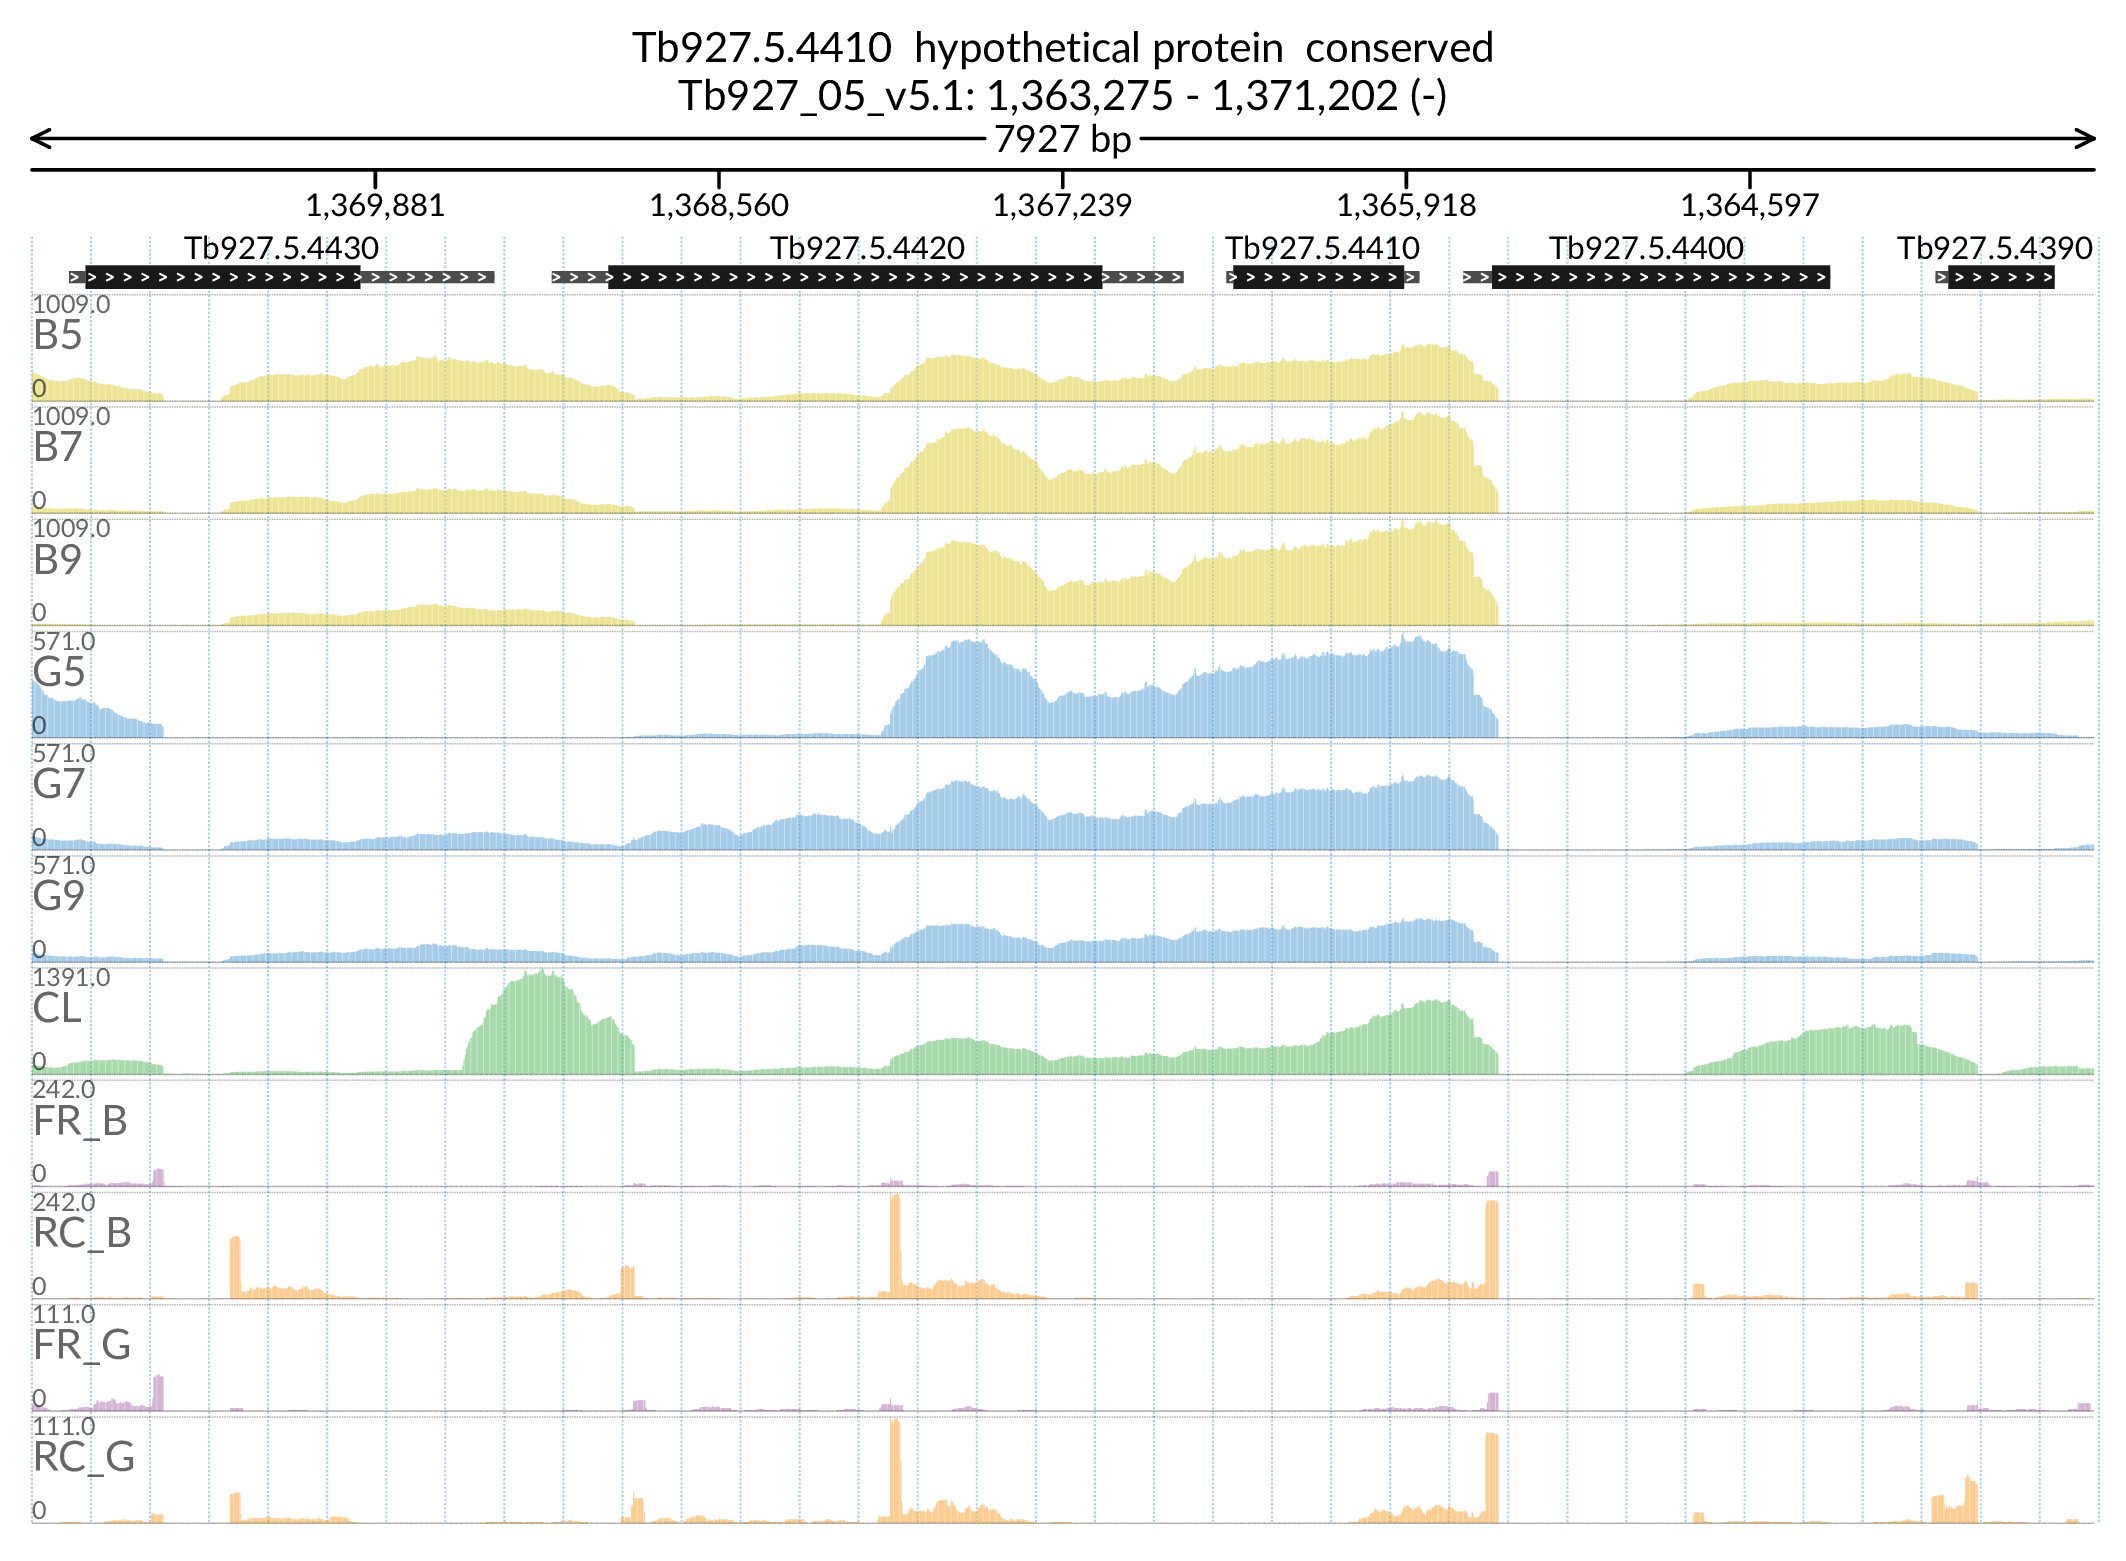 Tb927.5.4410  hypothetical protein  conserved
Tb927_05_v5.1: 1,363,275 - 1,371,202 (-)
7927 bp
1,369,881 1,368,560 1,367,239 1,365,918 1,364,597
Tb927.5.4430 Tb927.5.4420 Tb927.5.4410 Tb927.5.4400 Tb927.5.4390
1009.0
B5
0
1009.0
B7
0
1009.0
B9
0
571.0
G5
0
571.0
G7
0
571.0
G9
0
1391.0
CL
0
242.0
FR_B
0
242.0
RC_B
0
111.0
FR_G
0
111.0
RC_G
0